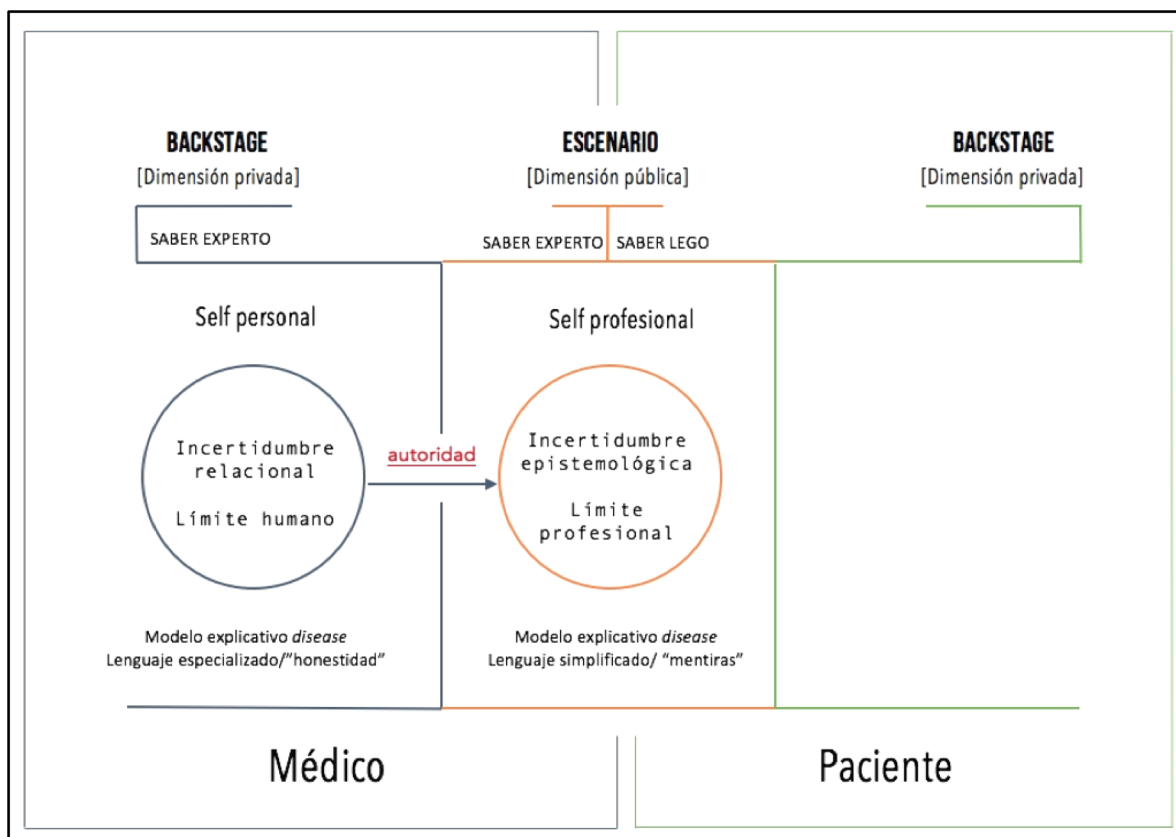 BACKSTAGE
[Dimensión privada]
SABER EXPERTO
Self personal
Incertidumbre
relacional
Límite humano
Modelo explicativo disease
Lenguaje especializado/”honestidad”
autoridad
ESCENARIO
[Dimensión pública]
SABER EXPERTO
SABER LEGO
Self profesional
Incertidumbre
epistemológica
Límite
profesional
Modelo explicativo disease
Lenguaje simplificado/ “mentiras”
BACKSTAGE
[Dimensión privada]
Médico
Paciente